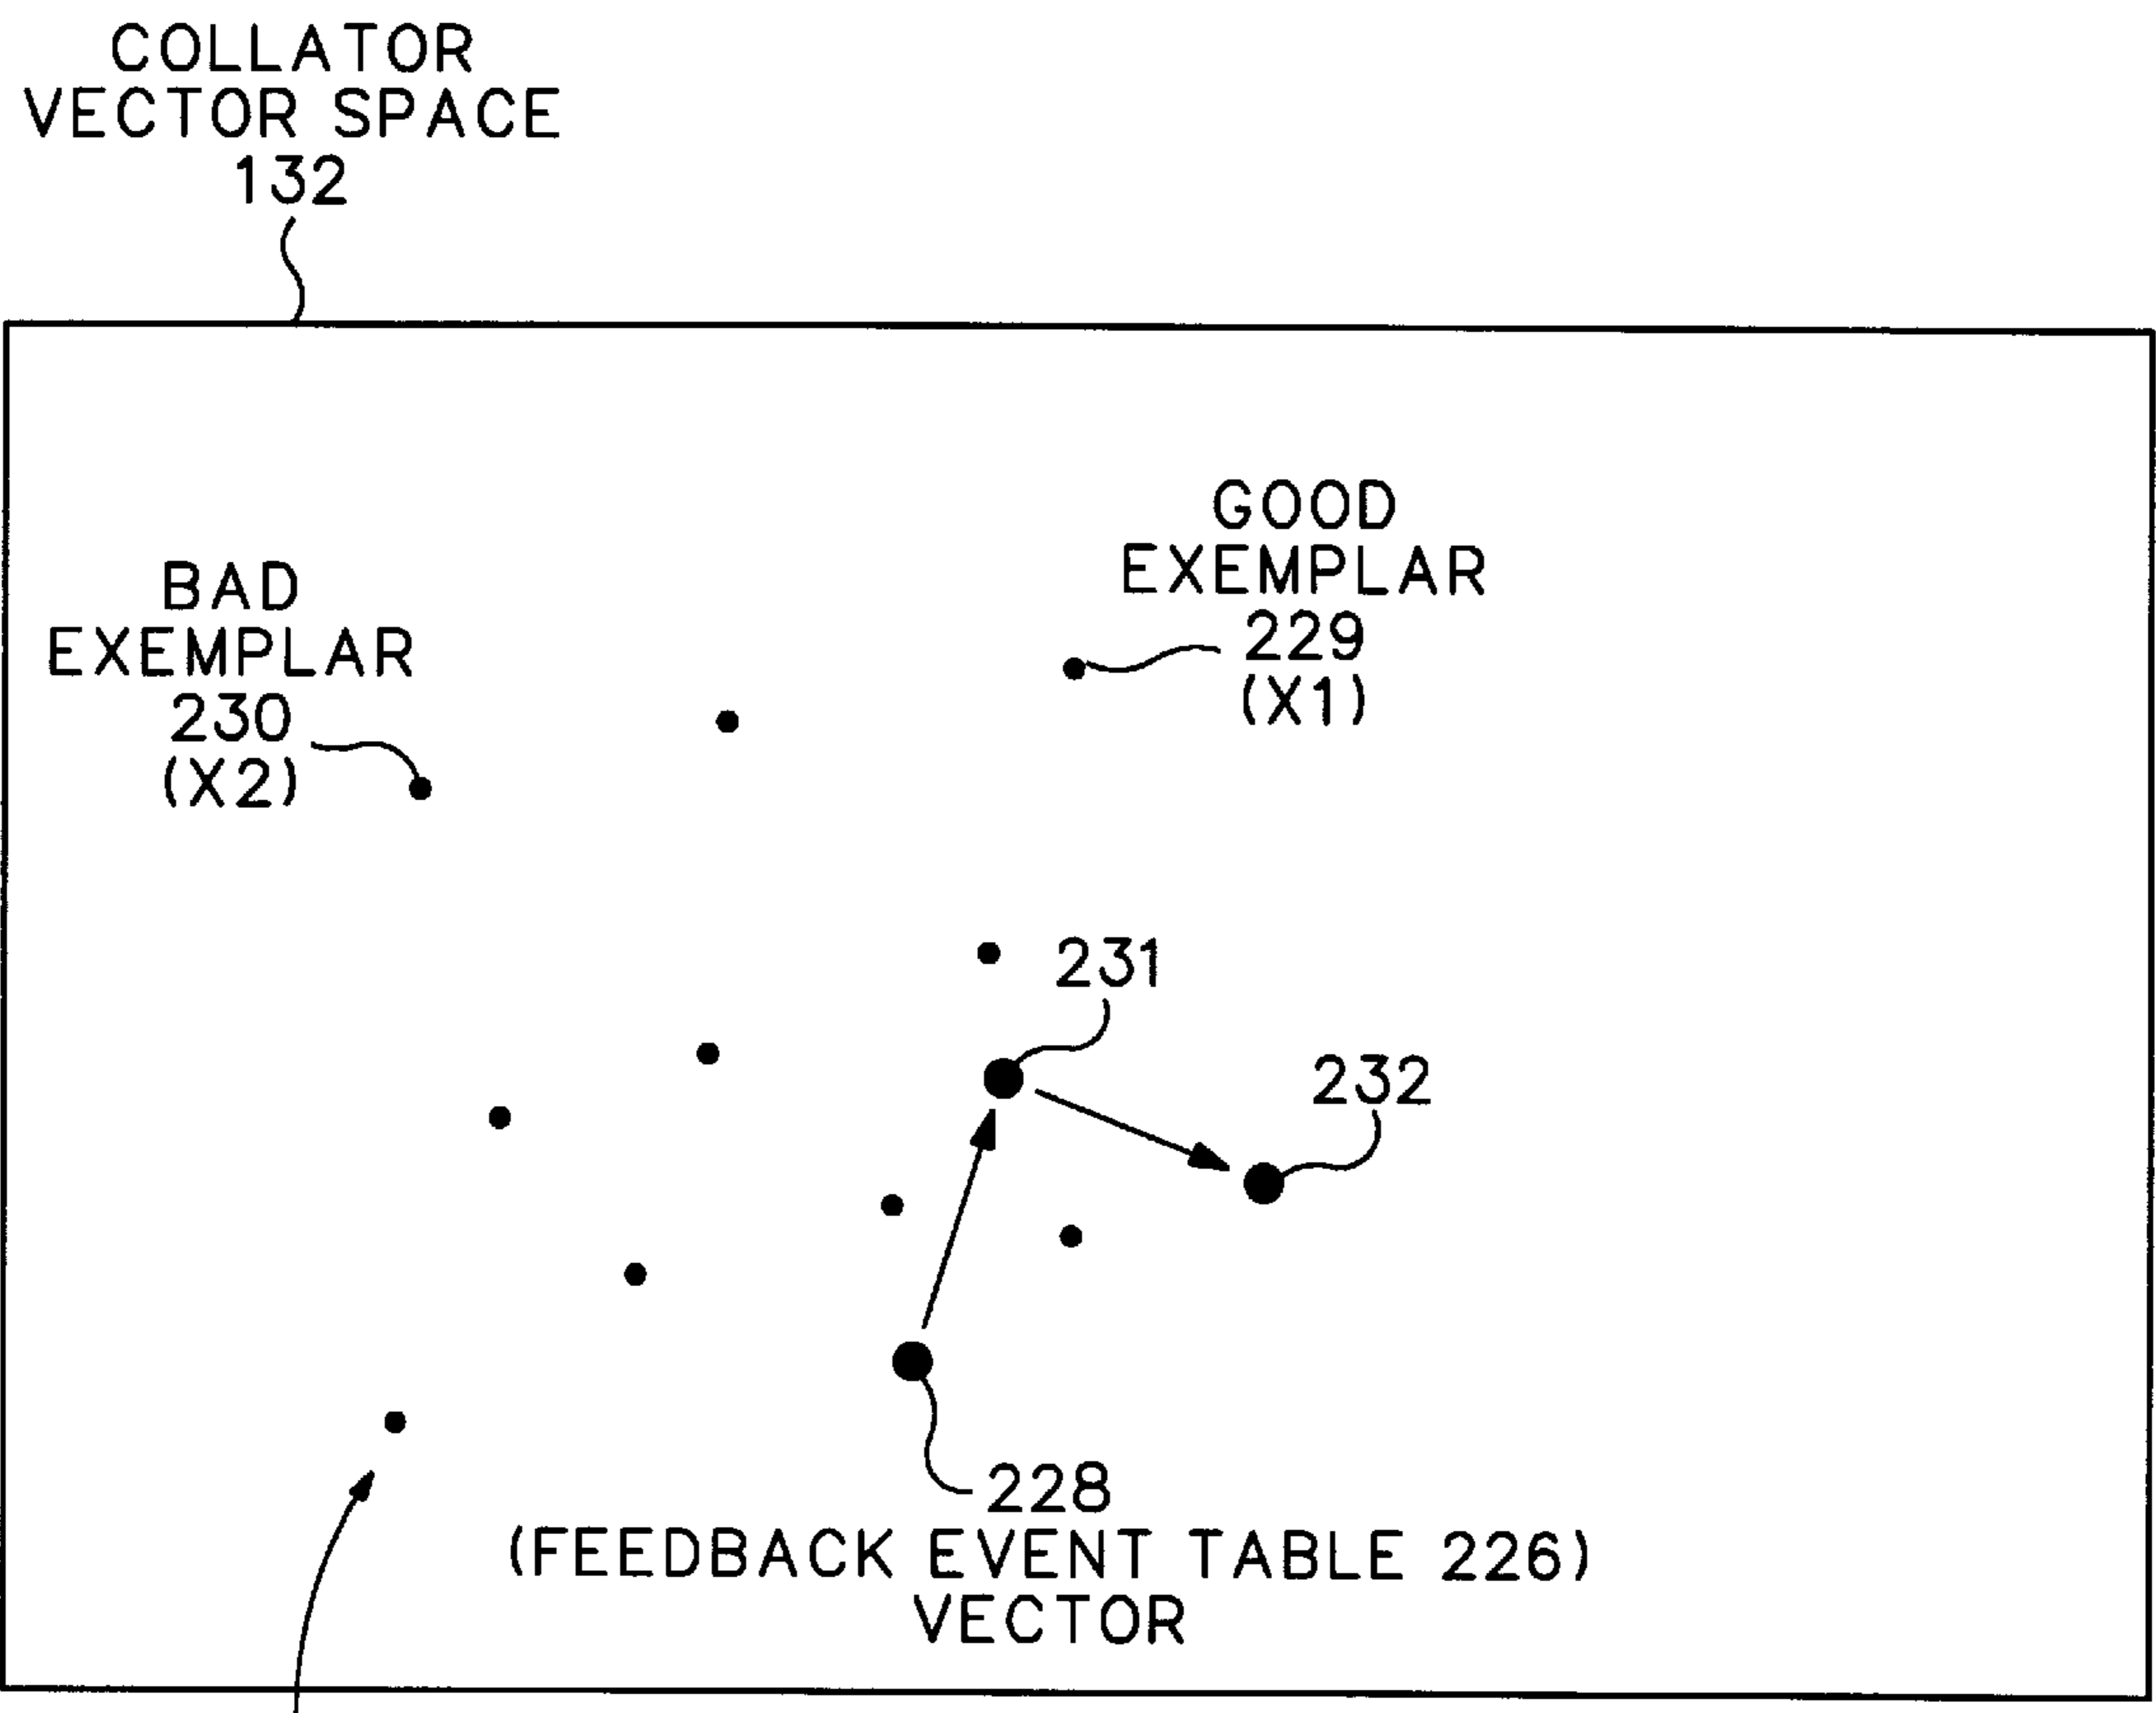 COLLATOR
VECTOR SPACE
132
GOOD
EXEMPLAR
229
(X1)
BAD
EXEMPLAR
230
(X2)
231
232
228
(FEEDBACK EVENT TABLE 226)
VECTOR